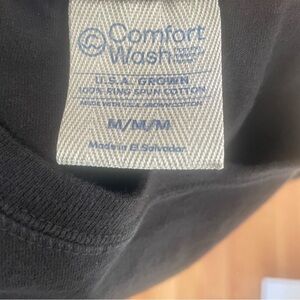 Comfort
Wash
U.S.A. GROWN
100% RING SPUN COTTON
MADE WITH U.S.A. GROWN COTTON
M/M/M
Made in El Salvador